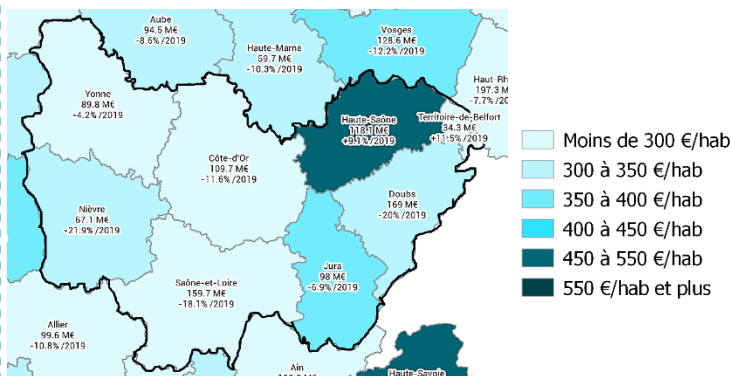 Aube
94.5 M€
-8.6% /2019
Haute-Marne
59.7 M€
-10.3% /2019
Vosges
128.6 M€
-12.2% /2019
Haut-Rh
197.3 M
-7.7% /20
Yonne
89.8 M€
-4.2% /2019
Haute-Saône
118.1 M€
+9.1% /2019
Territoire-de-Belfort
34.3 M€
+11.5% /2019
Côte-d'Or
109.7 M€
-11.6% /2019
Doubs
169 M€
-20% /2019
Nièvre
67.1 M€
-21.9% /2019
Jura
98 M€
-6.9% /2019
Saône-et-Loire
159.7 M€
-18.1% /2019
Allier
99.6 M€
-10.8% /2019
Ain
Haute-Savoie
Moins de 300 €/hab
300 à 350 €/hab
350 à 400 €/hab
400 à 450 €/hab
450 à 550 €/hab
550 €/hab et plus